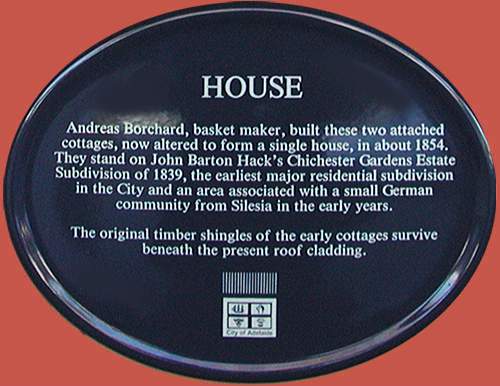 HOUSE
Andreas Borchard, basket maker, built these two attached
cottages, now altered to form a single house, in about 1854.
They stand on John Barton Hack's Chichester Gardens Estate
Subdivision of 1839, the earliest major residential subdivision
in the City and an area associated with a small German
community from Silesia in the early years.
The original timber shingles of the early cottages survive
beneath the present roof cladding.
City of Adelaide